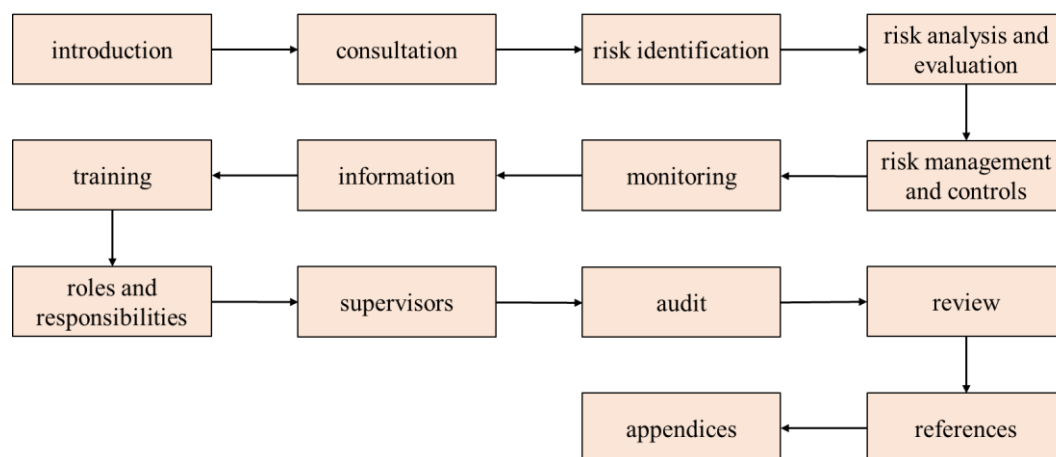 introduction
consultation
risk identification
risk analysis and
evaluation
risk management
and controls
monitoring
information
training
roles and
responsibilities
supervisors
audit
review
references
appendices